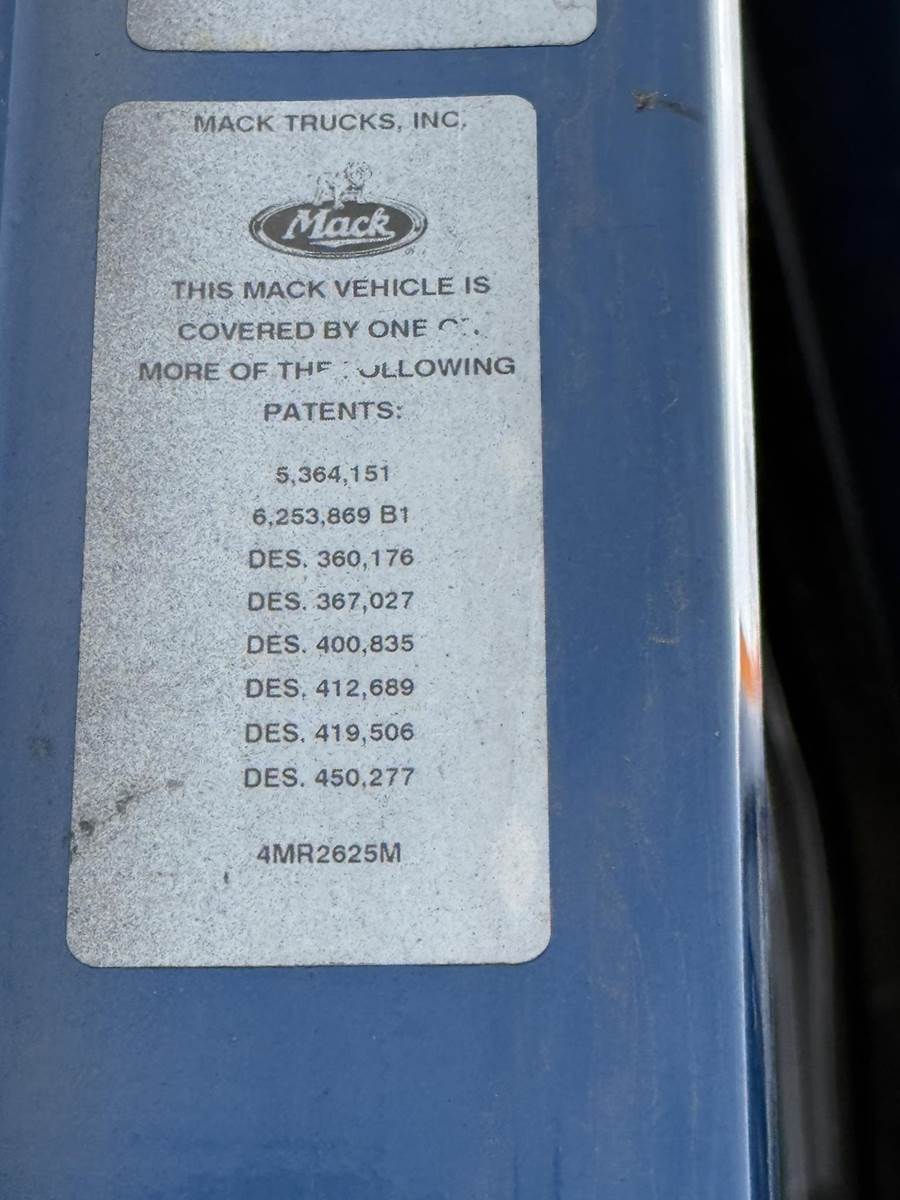 MACK TRUCKS, INC.
Mack
THIS MACK VEHICLE IS
COVERED BY ONE
MORE OF THE FOLLOWING
PATENTS:
5,364,151
6,253,869 B1
DES. 360,176
DES. 367,027
DES. 400,835
DES. 412,689
DES. 419,506
DES. 450,277
4MR2625M